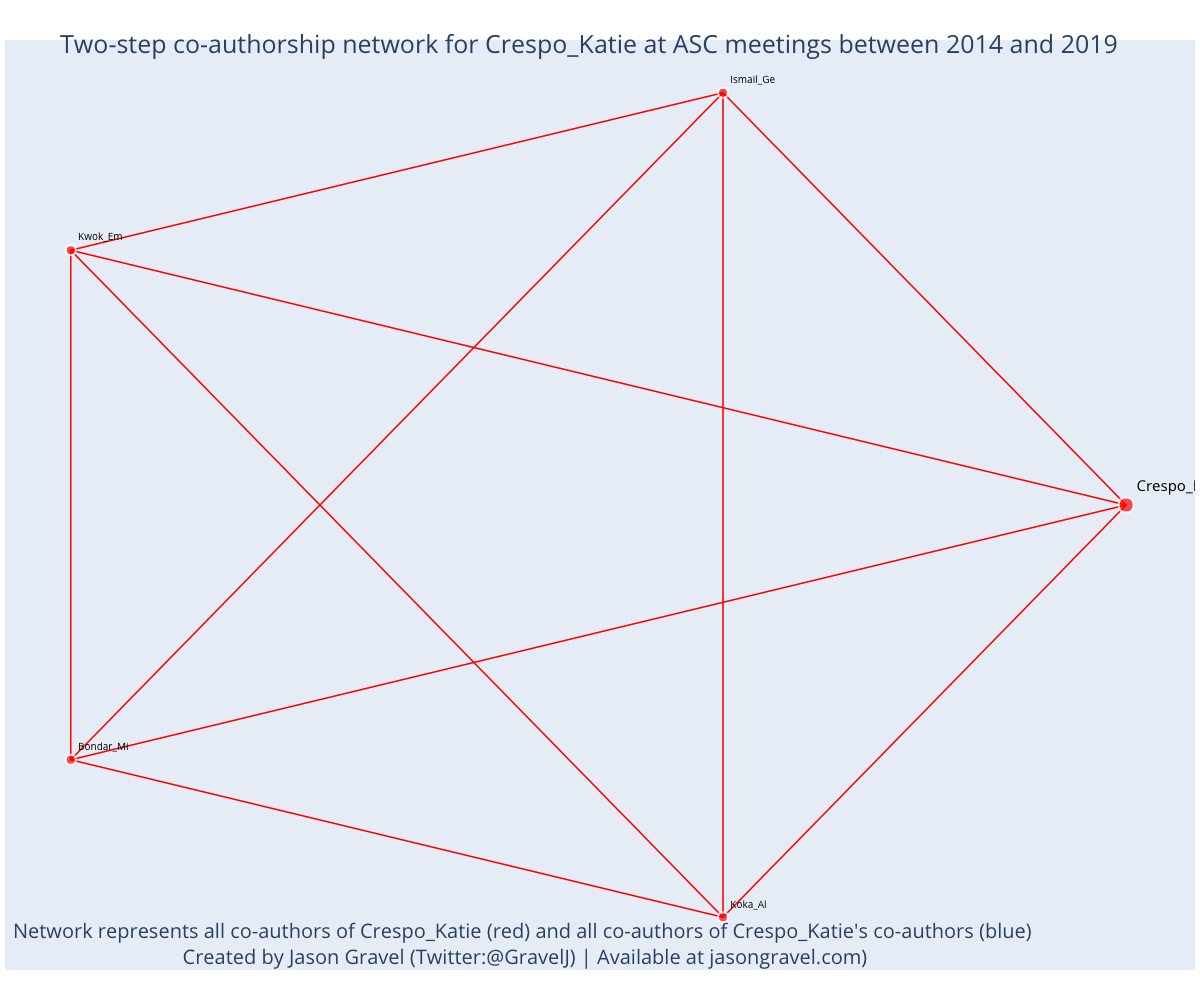 Two-step co-authorship network for Crespo_Katie at ASC meetings between 2014 and 2019
Ismail_Ge
Kwok_Em
Crespo_
Bondar_Mi
Koka_Al
Network represents all co-authors of Crespo_Katie (red) and all co-authors of Crespo_Katie's co-authors (blue)
Created by Jason Gravel (Twitter:@GravelJ) | Available at jasongravel.com)